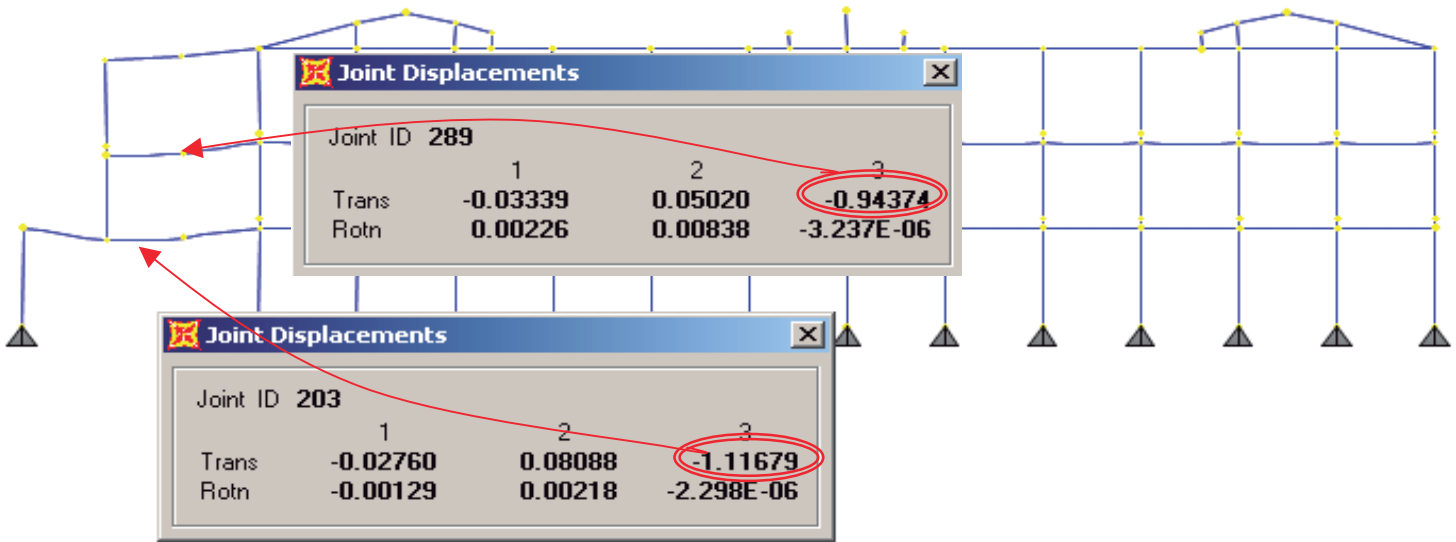 Joint Displacements
Joint ID 289
1 2 3
Trans -0.03339 0.05020 -0.94374
Rotn 0.00226 0.00838 -3.237E-06
Joint Displacements
Joint ID 203
1 2 3
Trans -0.02760 0.08088 -1.11679
Rotn -0.00129 0.00218 -2.298E-06